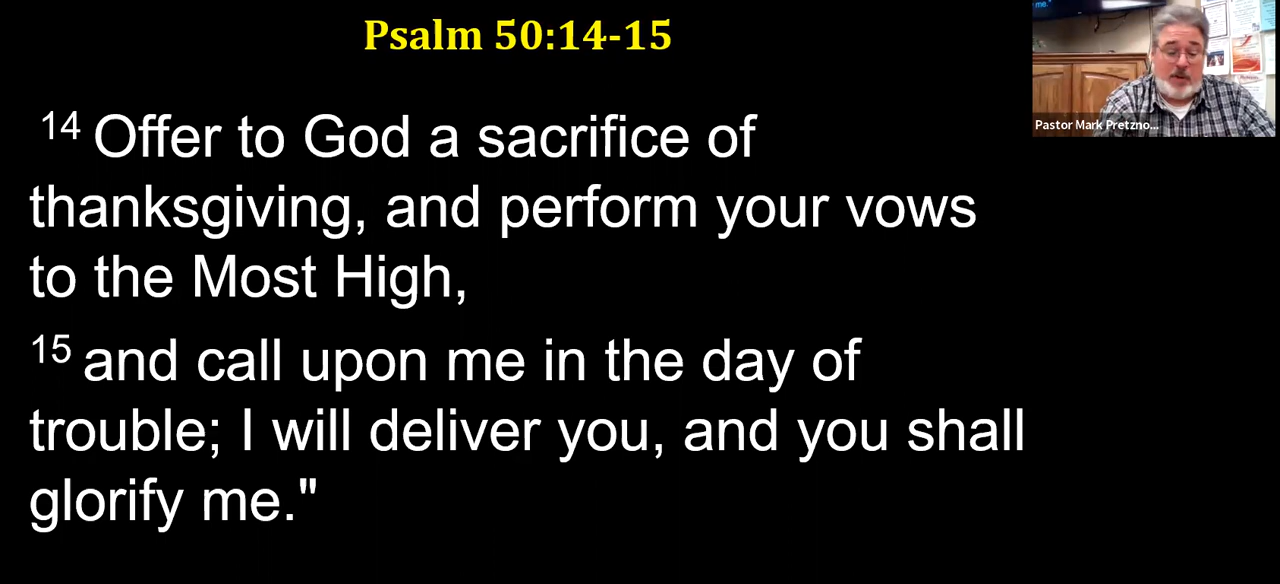 Psalm 50:14-15
me."
Pastor Mark Pretzno...
14 Offer to God a sacrifice of
thanksgiving, and perform your vows
to the Most High,
15 and call upon me in the day of
trouble; I will deliver you, and you shall
glorify me."